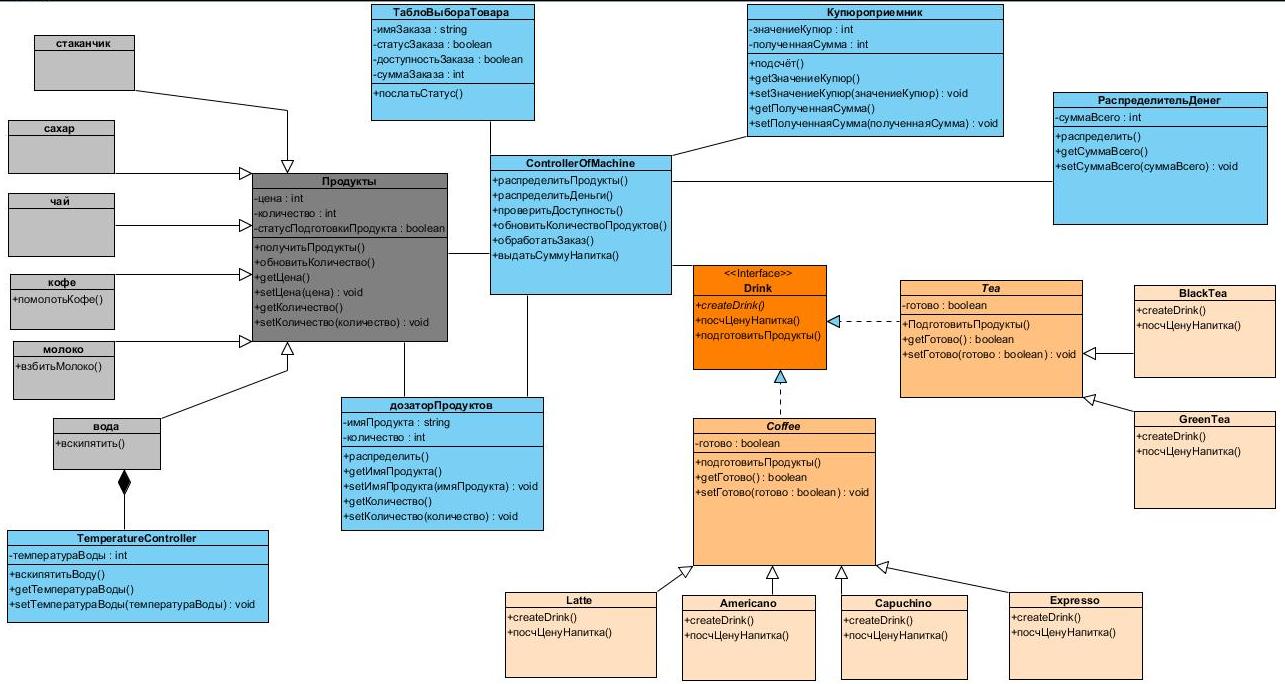 стаканчик
сахар
чай
кофе
+помолотьКофе()
молоко
+взбитьМолоко()
вода
+вскипятить()
TemperatureController
-температураВоды : int
+вскипятитьВоду()
+getТемператураВоды()
+setТемператураВоды(температураВоды) : void
Продукты
-цена : int
-количество : int
-статусПодготовкиПродукта : boolean
+получитьПродукты()
+обновитьКоличество()
+getЦена()
+setЦена(цена) : void
+getКоличество()
+setКоличество(количество) : void
ТаблоВыбораТовара
-имяЗаказа : string
-статусЗаказа : boolean
-доступностьЗаказа : boolean
-суммаЗаказа : int
+послатьСтатус()
ControllerOfMachine
+распределитьПродукты()
+распределитьДеньги()
+проверитьДоступность()
+обновитьКоличествоПродуктов()
+обработатьЗаказ()
+выдатьСуммуНапитка()
дозаторПродуктов
-имяПродукта : string
-количество : int
+распределить()
+getИмяПродукта()
+setИмяПродукта(имяПродукта) : void
+getКоличество()
+setКоличество(количество) : void
Купюроприемник
-значениеКупюр : int
-полученнаяСумма : int
+подсчёт()
+getЗначениеКупюр()
+setЗначениеКупюр(значениеКупюр) : void
+getПолученнаяСумма()
+setПолученнаяСумма(полученнаяСумма) : void
РаспределительДенег
-суммаВсего : int
+распределить()
+getСуммаВсего()
+setСуммаВсего(суммаВсего) : void
<<Interface>>
Drink
+createDrink()
+посчЦенуНапитка()
+подготовитьПродукты()
Tea
-готово : boolean
+ПодготовитьПродукты()
+getГотово() : boolean
+setГотово(готово : boolean) : void
BlackTea
+createDrink()
+посчЦенуНапитка()
GreenTea
+createDrink()
+посчЦенуНапитка()
Coffee
-готово : boolean
+подготовитьПродукты()
+getГотово() : boolean
+setГотово(готово : boolean) : void
Latte
+createDrink()
+посчЦенуНапитка()
Americano
+createDrink()
+посчЦенуНапитка()
Capuchino
+createDrink()
+посчЦенуНапитка()
Expresso
+createDrink()
+посчЦенуНапитка()